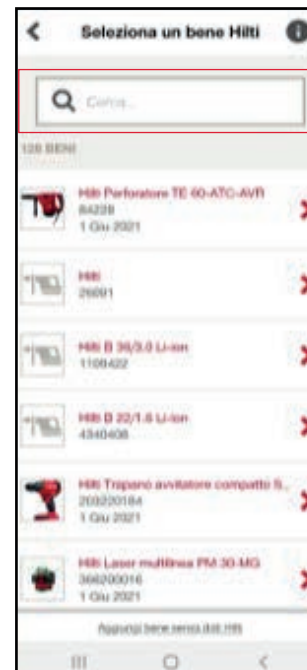 Seleziona un bene Hilti
Cerca...
128 BENI
Hilti Perforatore TE 60-ATC-AVR
84228
1 Giu 2021
Hilti
26091
Hilti B 36/3.0 Li-ion
1108422
Hilti B 22/1.6 Li-ion
4340408
Hilti Trapano avvitatore compatto S..
203220184
1 Giu 2021
Hilti Laser multilinea PM 30-MG
366200016
1 Giu 2021
Aggiungi bene senza dati Hilti